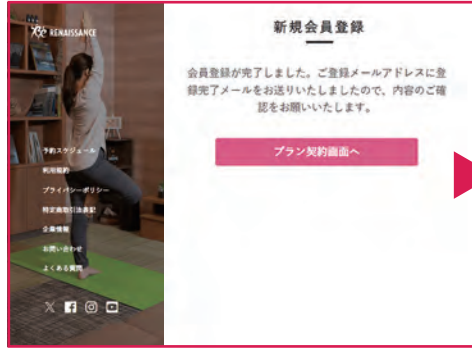 RENAISSANCE
予約スケジュール
利用規約
プライバシーポリシー
特定商取引法表記
企業情報
お問い合わせ
よくある質問
新規会員登録
会員登録が完了しました。ご登録メールアドレスに登
録完了メールをお送りいたしましたので、内容のご確
認をお願いいたします。
プラン契約画面へ